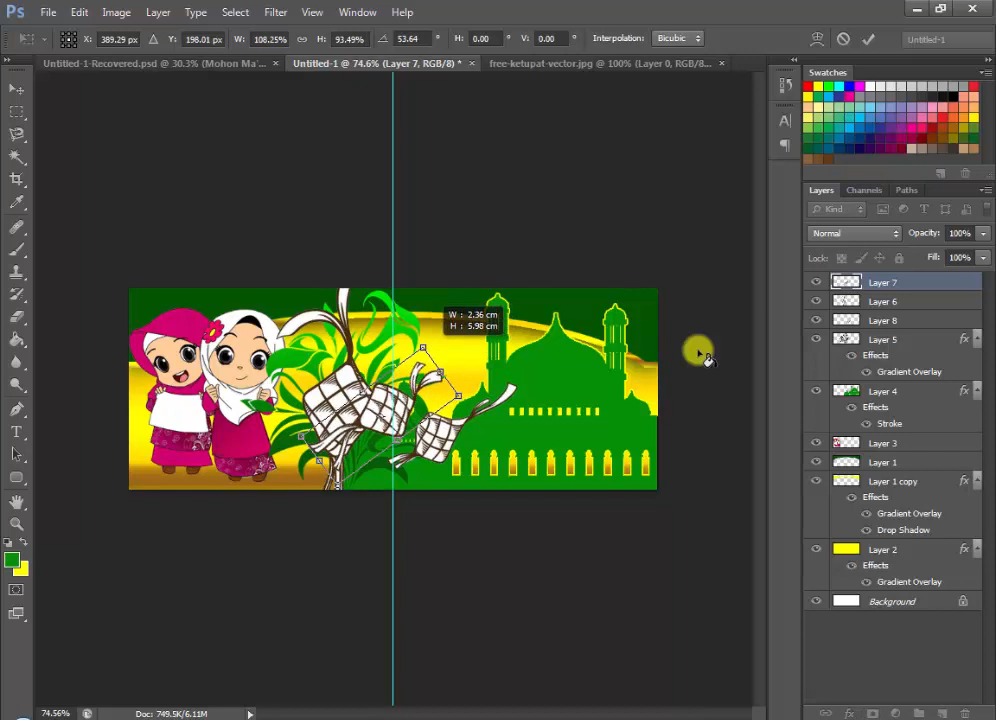 Ps File Edit Image Layer Type Select Filter View Window Help
X: 389.29 px Y: 198.01 px W: 108.25% H: 93.49% 53.64 ° H: 0.00 ° V: 0.00 ° Interpolation: Bicubic Untitled-1
Untitled-1-Recovered.psd @ 30.3% (Mohon Ma'... × Untitled-1 @ 74.6% (Layer 7, RGB/8) * × free-ketupat-vector.jpg @ 100% (Layer 0, RGB/8... ×
Swatches
Layers Channels Paths
Kind
Normal Opacity: 100%
Lock: Fill: 100%
Layer 7
Layer 6
Layer 8
Layer 5 fx
Effects
Gradient Overlay
Layer 4 fx
Effects
Stroke
Layer 3
Layer 1
Layer 1 copy fx
Effects
Gradient Overlay
Drop Shadow
Layer 2 fx
Effects
Gradient Overlay
Background
W : 2.36 cm
H : 5.98 cm
74.56% Doc: 749.5K/6.11M